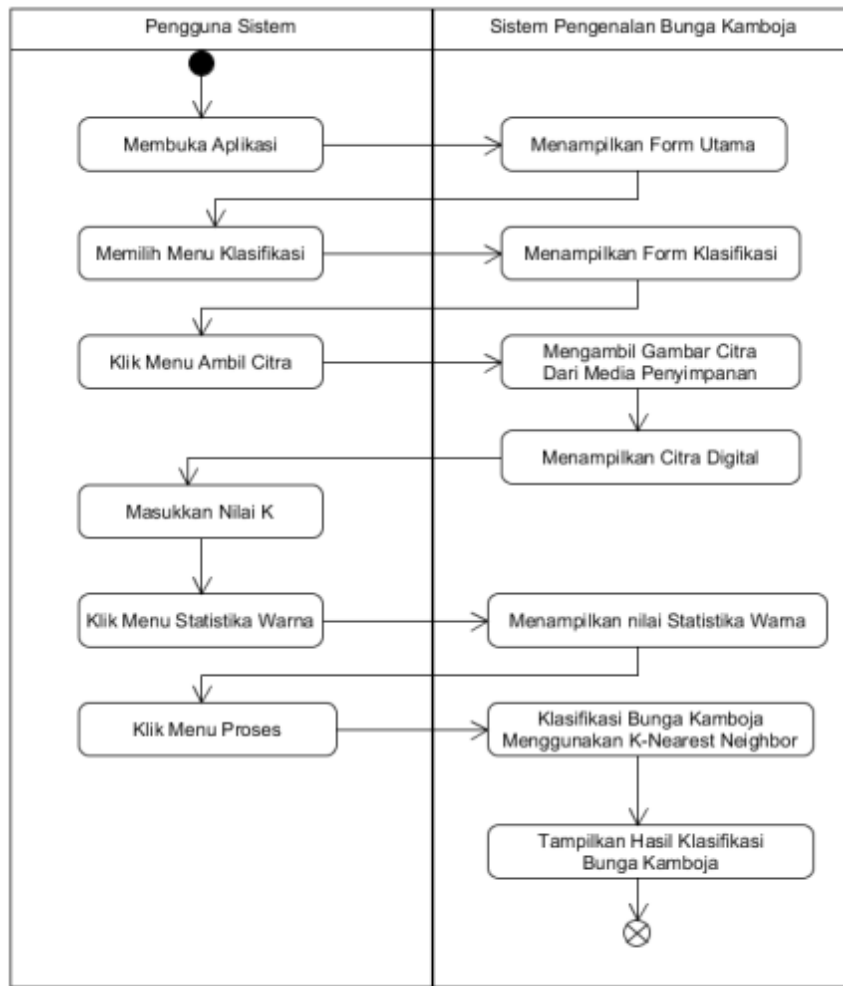 Pengguna Sistem
Sistem Pengenalan Bunga Kamboja
Membuka Aplikasi
Menampilkan Form Utama
Memilih Menu Klasifikasi
Menampilkan Form Klasifikasi
Klik Menu Ambil Citra
Mengambil Gambar Citra
Dari Media Penyimpanan
Menampilkan Citra Digital
Masukkan Nilai K
Klik Menu Statistika Warna
Menampilkan nilai Statistika Warna
Klik Menu Proses
Klasifikasi Bunga Kamboja
Menggunakan K-Nearest Neighbor
Tampilkan Hasil Klasifikasi
Bunga Kamboja